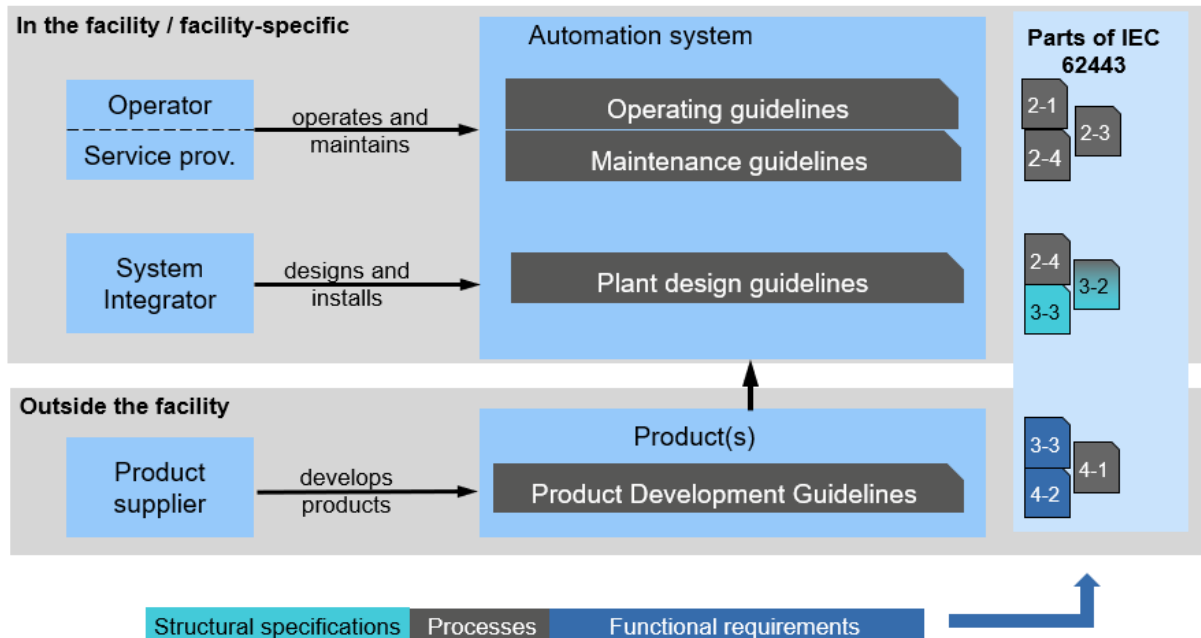 In the facility / facility-specific
Automation system
Parts of IEC
62443
Operator
Service prov.
operates and
maintains
Operating guidelines
Maintenance guidelines
2-1
2-3
2-4
System
Integrator
designs and
installs
Plant design guidelines
2-4
3-2
3-3
Outside the facility
Product(s)
Product
supplier
develops
products
Product Development Guidelines
3-3
4-1
4-2
Structural specifications
Processes
Functional requirements